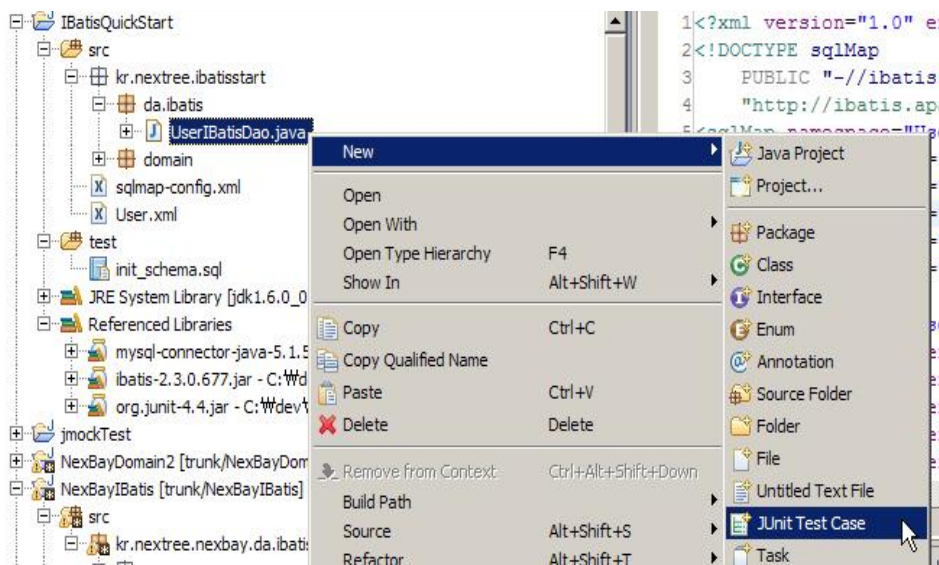 IBatisQuickStart
src
kr.nextree.ibatisstart
da.ibatis
UserIBatisDao.java
domain
sqlmap-config.xml
User.xml
test
init_schema.sql
JRE System Library [jdk1.6.0_0
Referenced Libraries
mysql-connector-java-5.1.5
ibatis-2.3.0.677.jar - C:₩d
org.junit-4.4.jar - C:₩dev₩
jmockTest
NexBayDomain2 [trunk/NexBayDom
NexBayIBatis [trunk/NexBayIBatis]
src
kr.nextree.nexbay.da.ibatis
1 <?xml version="1.0" e
2 <!DOCTYPE sqlMap
3 PUBLIC "-//ibatis
4 "http://ibatis.ap
5 <sqlMap namespace="Use
New
Open
Open With
Open Type Hierarchy F4
Show In Alt+Shift+W
Copy Ctrl+C
Copy Qualified Name
Paste Ctrl+V
Delete Delete
Remove from Context Ctrl+Alt+Shift+Down
Build Path
Source Alt+Shift+S
Refactor Alt+Shift+T
Java Project
Project...
Package
Class
Interface
Enum
Annotation
Source Folder
Folder
File
Untitled Text File
JUnit Test Case
Task